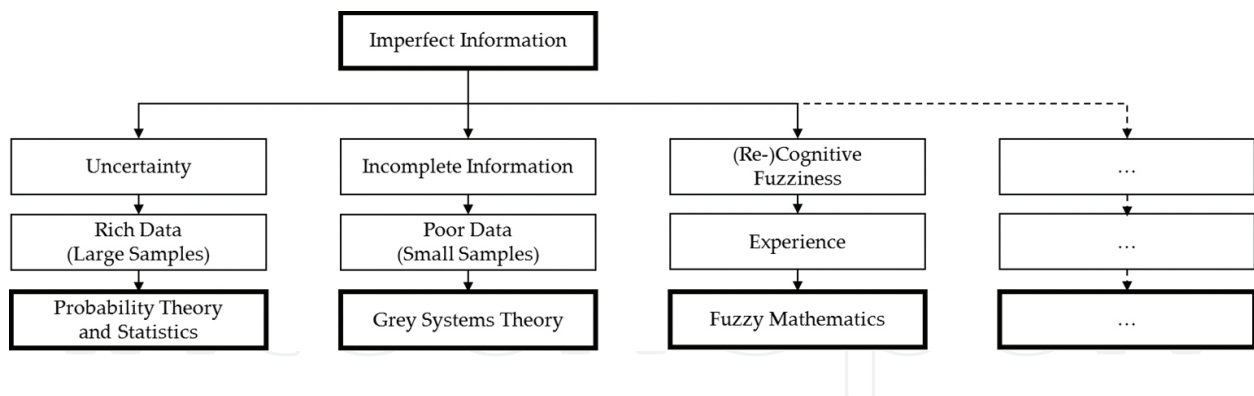 Imperfect Information
Uncertainty
Incomplete Information
(Re-)Cognitive
Fuzziness
…
Rich Data
(Large Samples)
Poor Data
(Small Samples)
Experience
…
Probability Theory
and Statistics
Grey Systems Theory
Fuzzy Mathematics
…